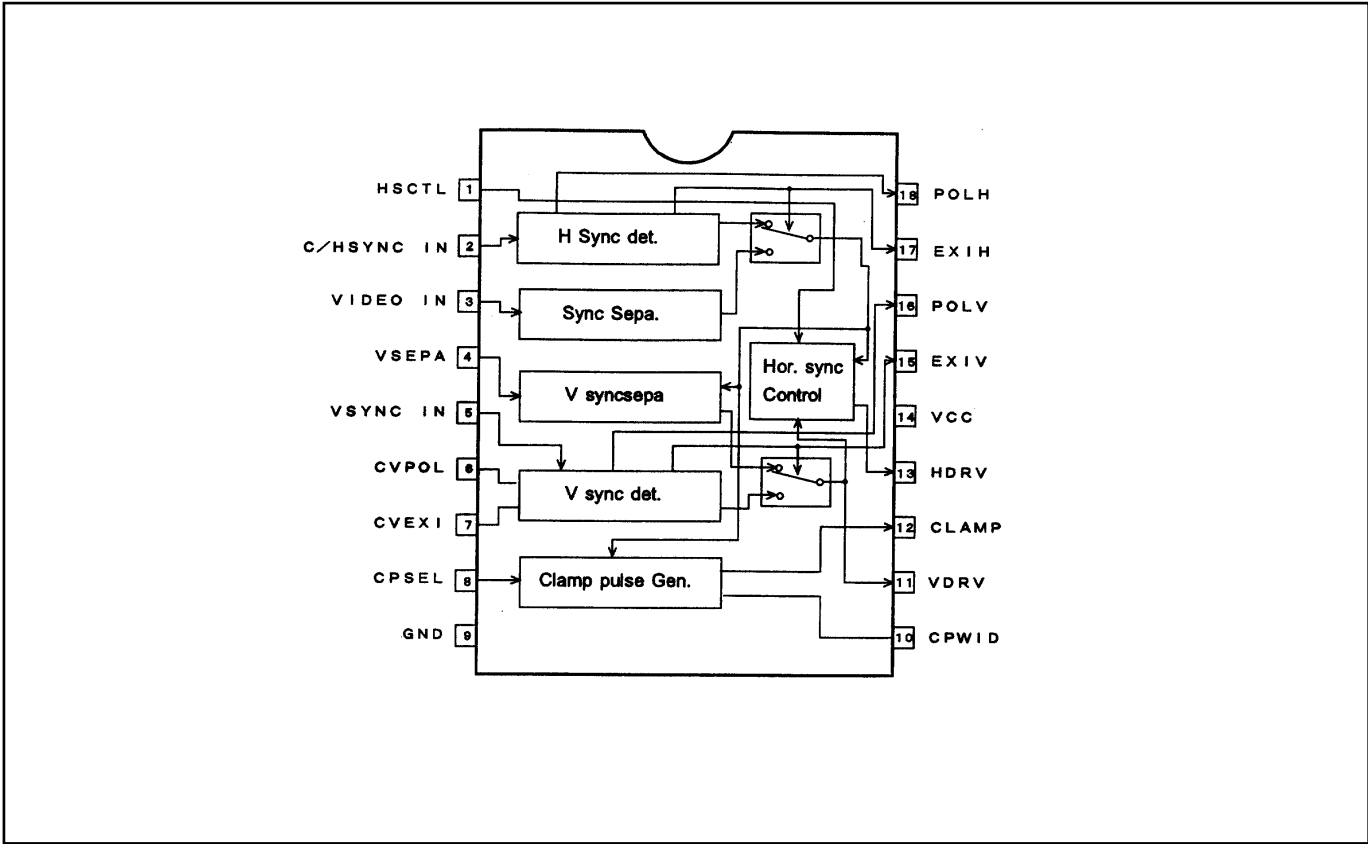 HSCTL 1
C/HSYNC IN 2
VIDEO IN 3
VSEPA 4
VSYNC IN 5
CVPOL 6
CVEXI 7
CPSEL 8
GND 9
H Sync det.
Sync Sepa.
V syncsepa
Hor. sync
Control
V sync det.
Clamp pulse Gen.
18 POLH
17 EXIH
16 POLV
15 EXIV
14 VCC
13 HDRV
12 CLAMP
11 VDRV
10 CPWID